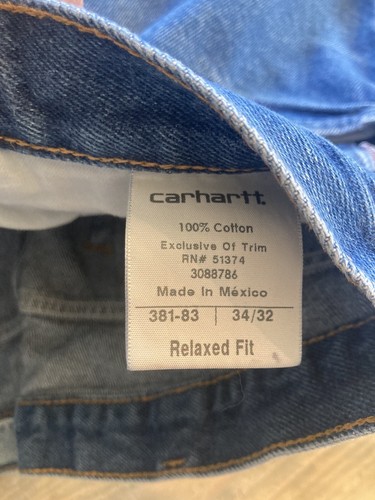 carhartt
100% Cotton
Exclusive Of Trim
RN# 51374
3088786
Made In México
381-83 | 34/32
Relaxed Fit